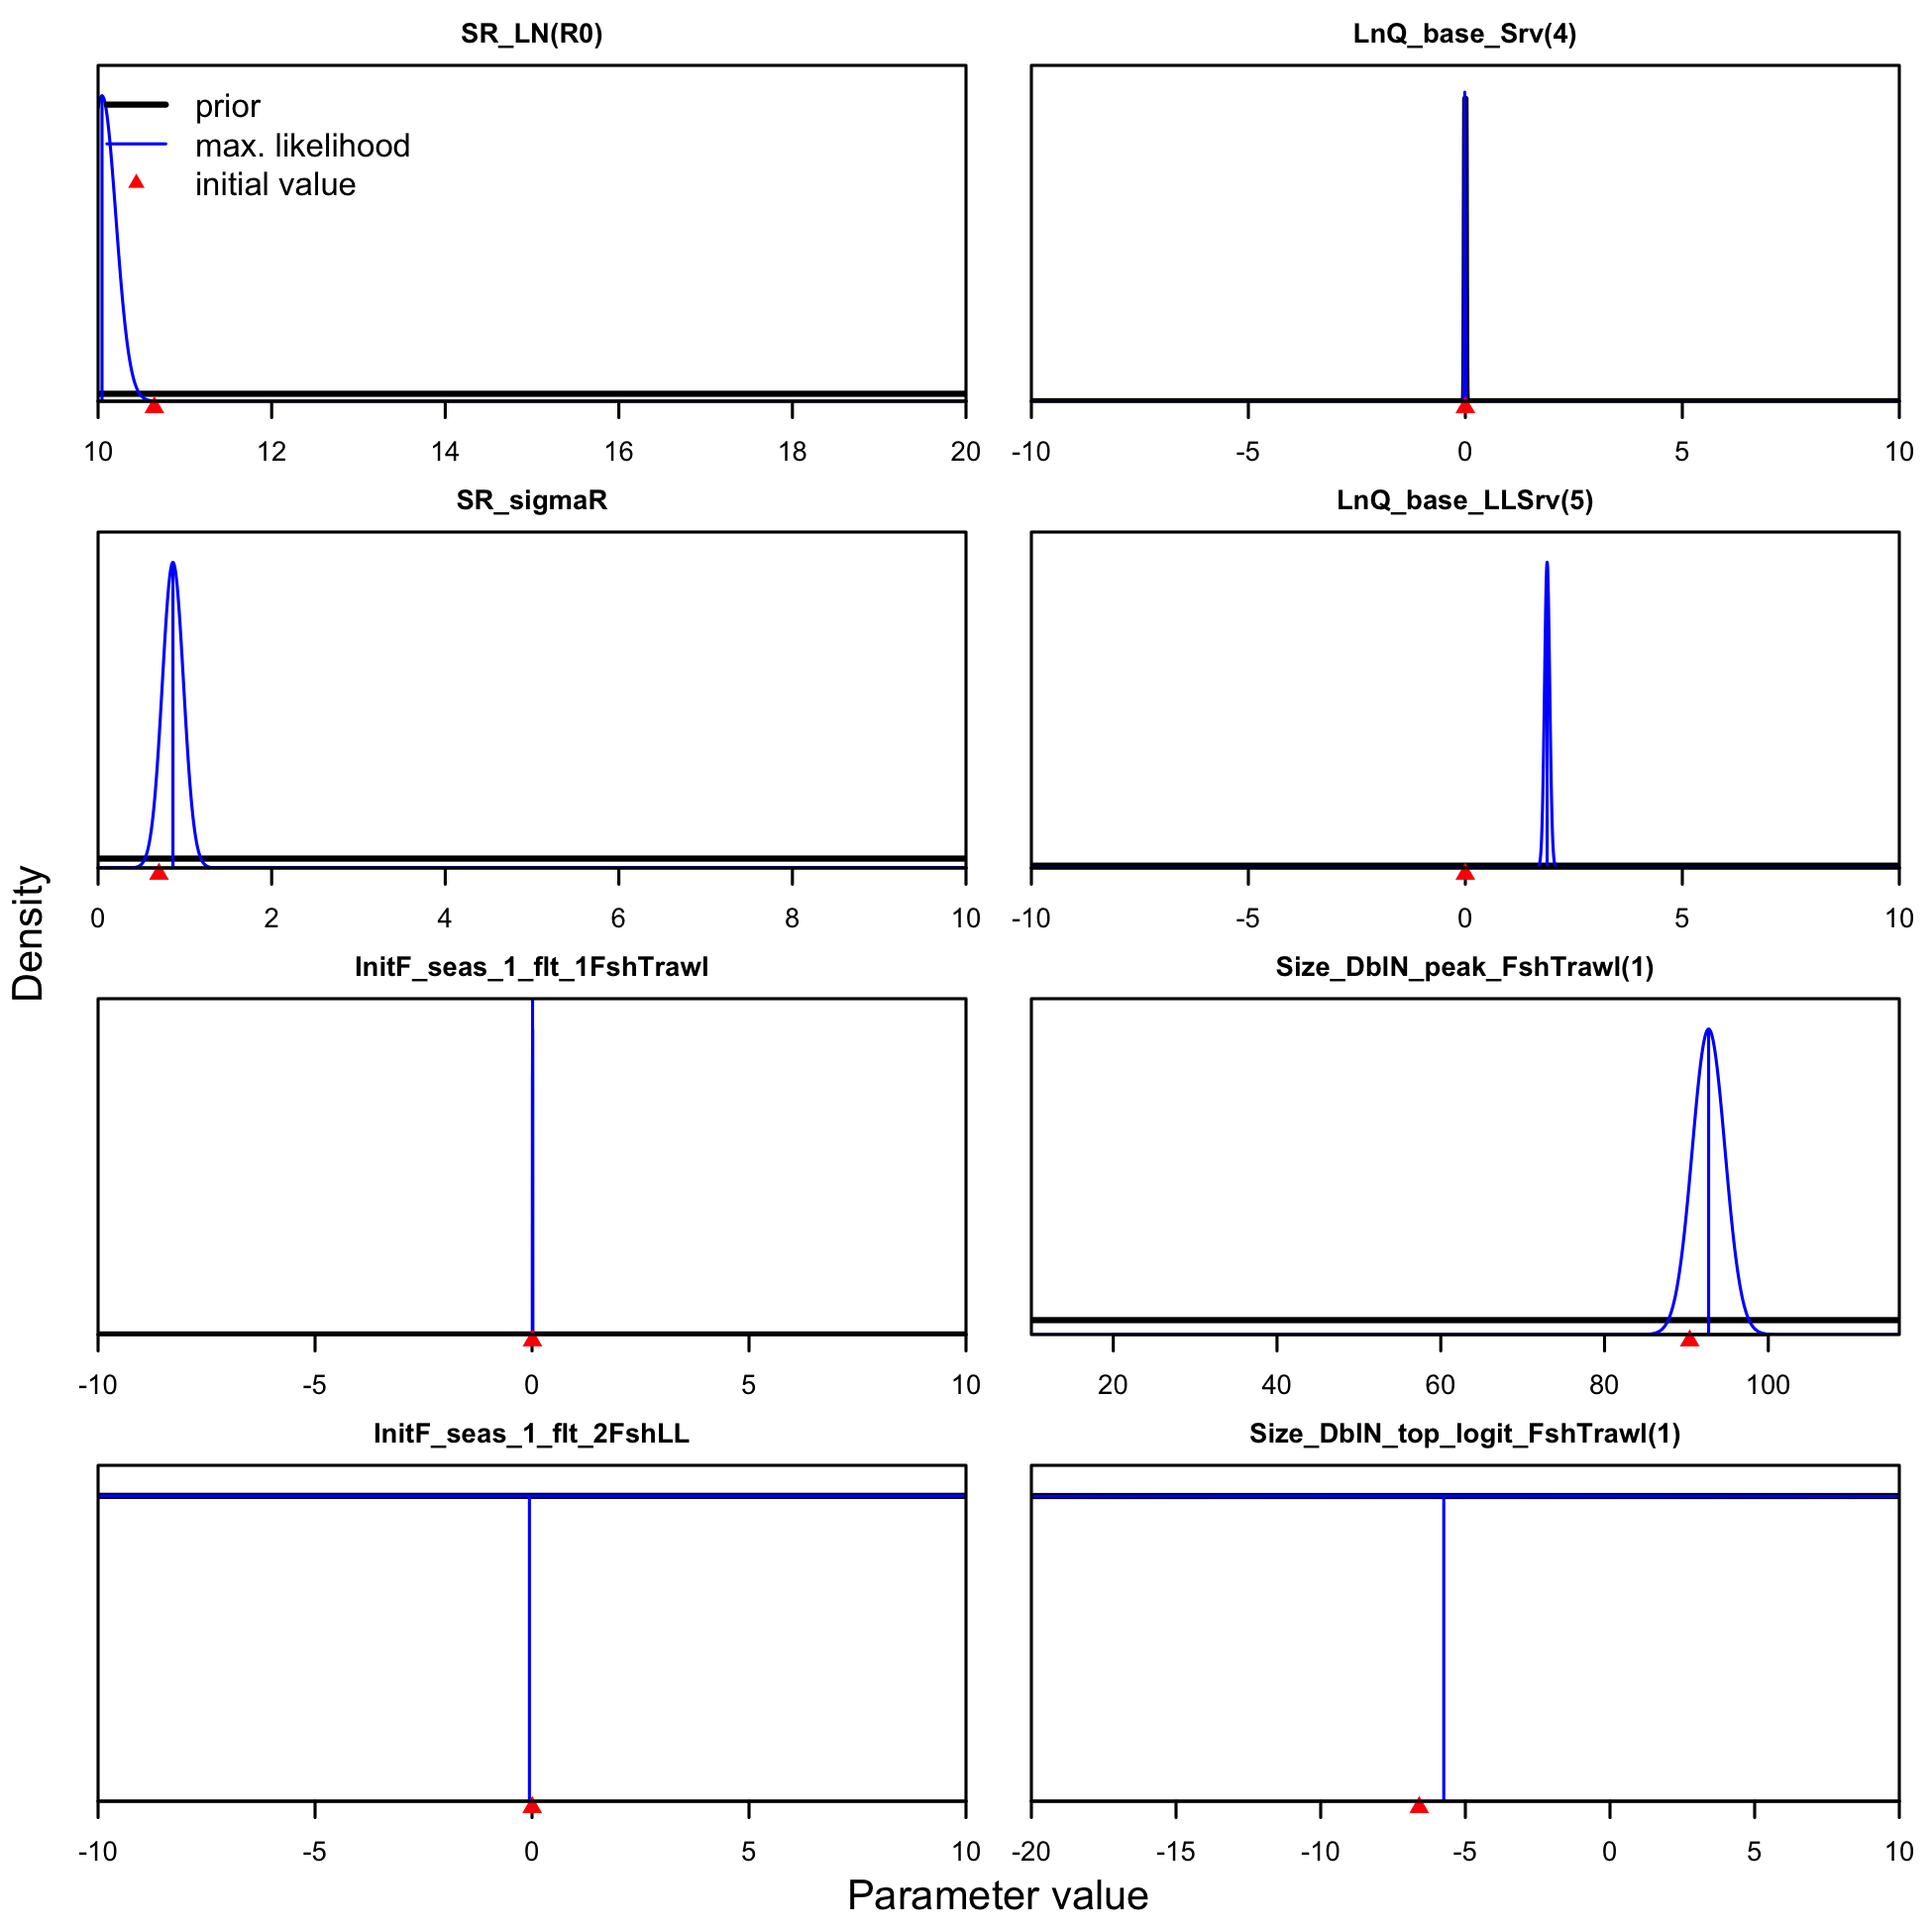 SR_LN(R0)
prior
max. likelihood
initial value
10 12 14 16 18 20
LnQ_base_Srv(4)
-10 -5 0 5 10
SR_sigmaR
0 2 4 6 8 10
LnQ_base_LLSrv(5)
-10 -5 0 5 10
InitF_seas_1_flt_1FshTrawl
-10 -5 0 5 10
Size_DblN_peak_FshTrawl(1)
20 40 60 80 100
InitF_seas_1_flt_2FshLL
-10 -5 0 5 10
Size_DblN_top_logit_FshTrawl(1)
-20 -15 -10 -5 0 5 10
Density
Parameter value